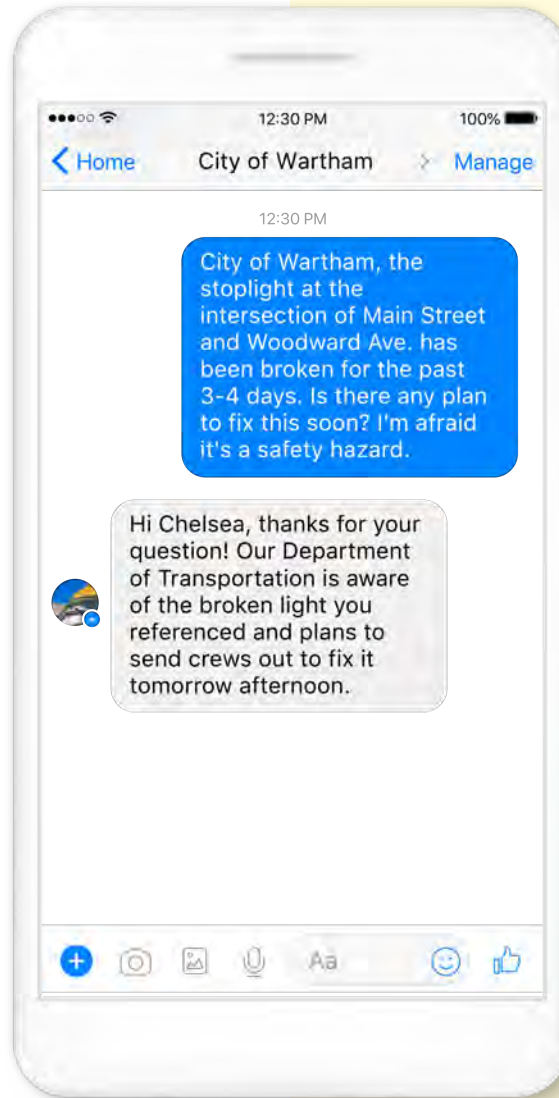 12:30 PM
100%
Home
City of Wartham
Manage
12:30 PM
City of Wartham, the
stoplight at the
intersection of Main Street
and Woodward Ave. has
been broken for the past
3-4 days. Is there any plan
to fix this soon? I'm afraid
it's a safety hazard.
Hi Chelsea, thanks for your
question! Our Department
of Transportation is aware
of the broken light you
referenced and plans to
send crews out to fix it
tomorrow afternoon.
Aa